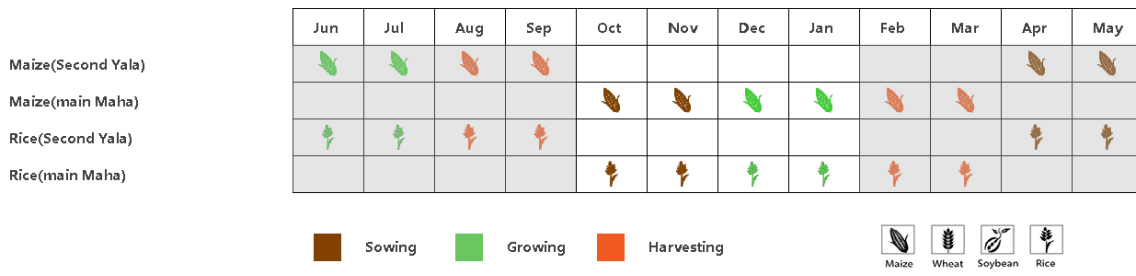 Jun Jul Aug Sep Oct Nov Dec Jan Feb Mar Apr May
Maize(Second Yala)
Maize(main Maha)
Rice(Second Yala)
Rice(main Maha)
Sowing Growing Harvesting
Maize Wheat Soybean Rice